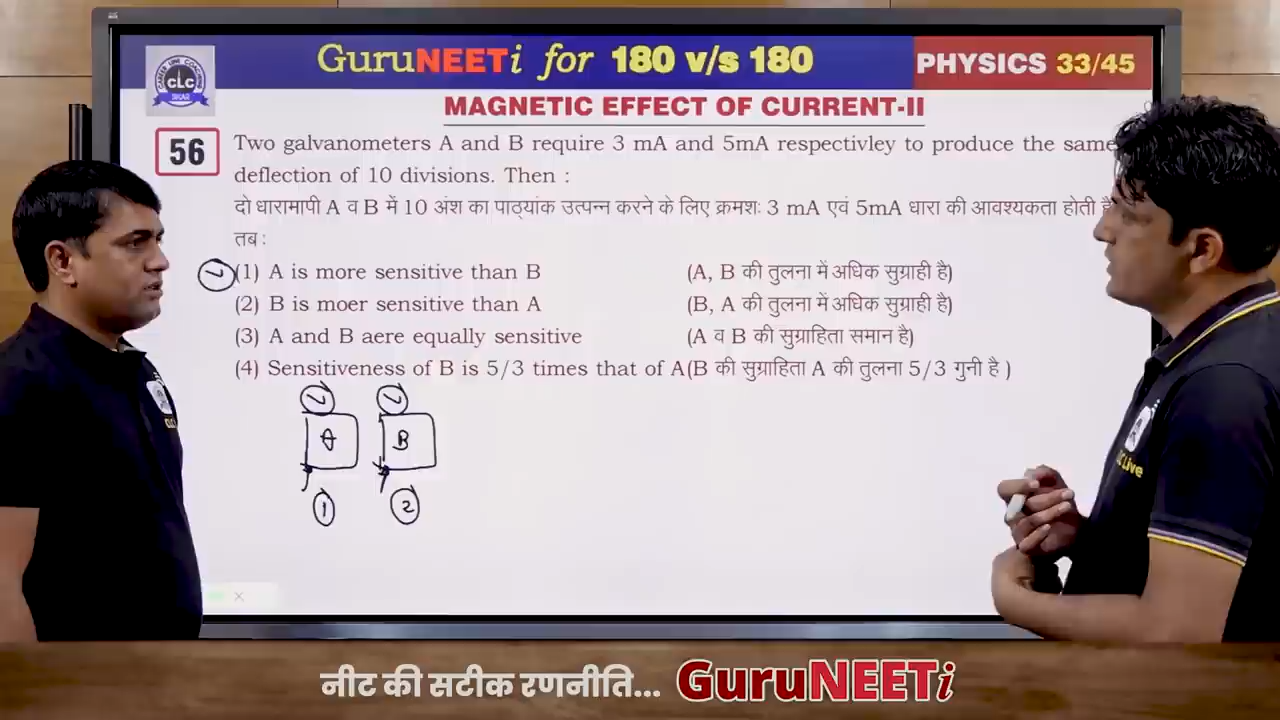 GuruNEETi for 180 v/s 180
PHYSICS 33/45
CLC
SIKAR
MAGNETIC EFFECT OF CURRENT-II
56
Two galvanometers A and B require 3 mA and 5mA respectivley to produce the same
deflection of 10 divisions. Then :
दो धारामापी A व B में 10 अंश का पाठ्यांक उत्पन्न करने के लिए क्रमशः 3 mA एवं 5mA धारा की आवश्यकता होती है
तब :
(1) A is more sensitive than B (A, B की तुलना में अधिक सुग्राही है)
(2) B is moer sensitive than A (B, A की तुलना में अधिक सुग्राही है)
(3) A and B aere equally sensitive (A व B की सुग्राहिता समान है)
(4) Sensitiveness of B is 5/3 times that of A(B की सुग्राहिता A की तुलना 5/3 गुनी है )
A B
1 2
Live
नीट की सटीक रणनीति... GuruNEETi